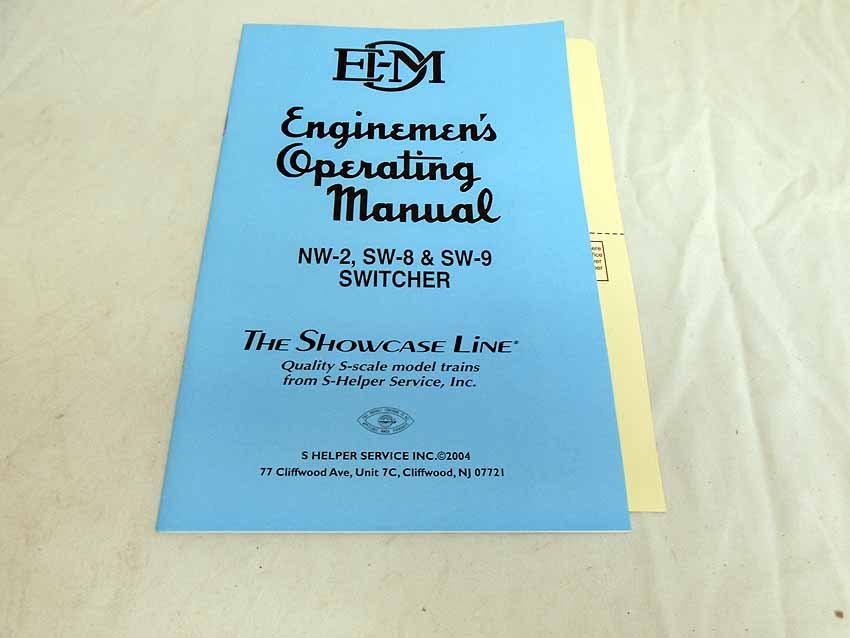 E-M
Enginemen's
Operating
Manual
NW-2, SW-8 & SW-9
SWITCHER
THE SHOWCASE LINE®
Quality S-scale model trains
from S-Helper Service, Inc.
S HELPER SERVICE INC.©2004
77 Cliffwood Ave, Unit 7C, Cliffwood, NJ 07721